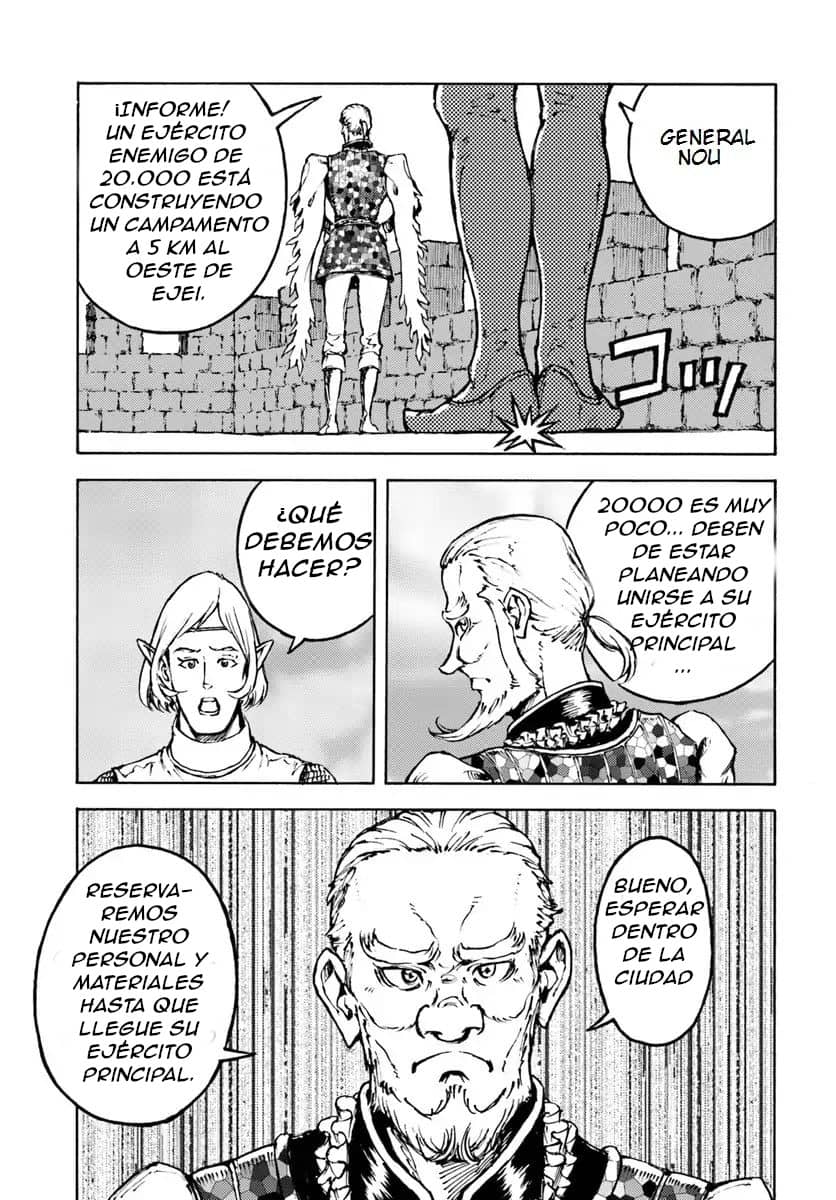 GENERAL
NOU
¡INFORME!
UN EJÉRCITO
ENEMIGO DE
20.000 ESTÁ
CONSTRUYENDO
UN CAMPAMENTO
A 5 KM AL
OESTE DE
EJEI.
コツッ
20000 ES MUY
POCO... DEBEN
DE ESTAR
PLANEANDO
UNIRSE A SU
EJÉRCITO
PRINCIPAL
...
¿QUÉ
DEBEMOS
HACER?
BUENO,
ESPERAR
DENTRO
DE LA
CIUDAD
RESERVA-
REMOS
NUESTRO
PERSONAL Y
MATERIALES
HASTA QUE
LLEGUE SU
EJÉRCITO
PRINCIPAL.